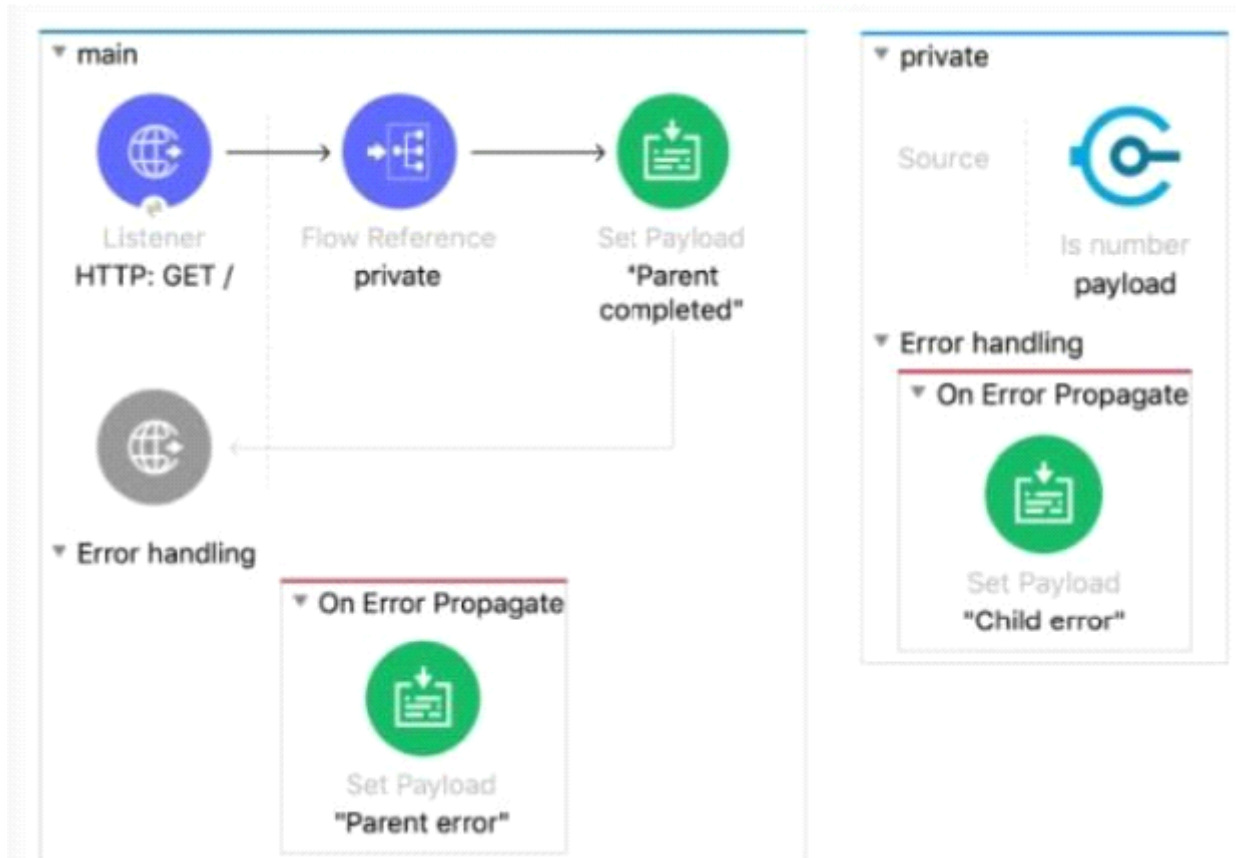 main
Listener
HTTP: GET /
Flow Reference
private
Set Payload
"Parent
completed"
Error handling
On Error Propagate
Set Payload
"Parent error"
private
Source
Is number
payload
Error handling
On Error Propagate
Set Payload
"Child error"